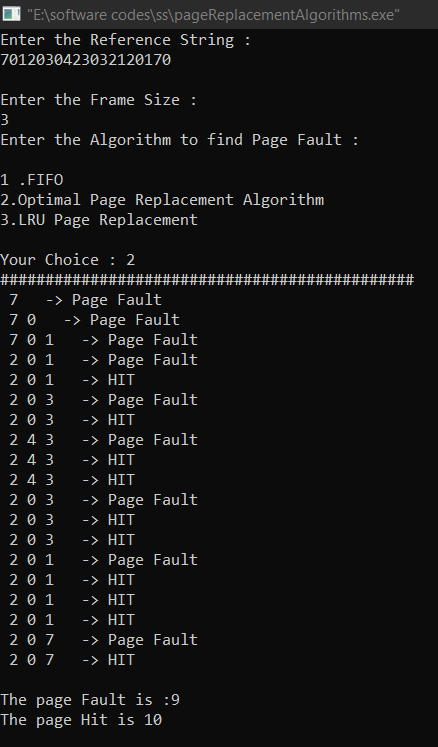 "E:\software codes\ss\pageReplacementAlgorithms.exe"
Enter the Reference String :
7012030423032120170
Enter the Frame Size :
3
Enter the Algorithm to find Page Fault :
1 .FIFO
2.Optimal Page Replacement Algorithm
3.LRU Page Replacement
Your Choice : 2
##############################################
7 -> Page Fault
7 0 -> Page Fault
7 0 1 -> Page Fault
2 0 1 -> Page Fault
2 0 1 -> HIT
2 0 3 -> Page Fault
2 0 3 -> HIT
2 4 3 -> Page Fault
2 4 3 -> HIT
2 4 3 -> HIT
2 0 3 -> Page Fault
2 0 3 -> HIT
2 0 3 -> HIT
2 0 1 -> Page Fault
2 0 1 -> HIT
2 0 1 -> HIT
2 0 1 -> HIT
2 0 7 -> Page Fault
2 0 7 -> HIT
The page Fault is :9
The page Hit is 10